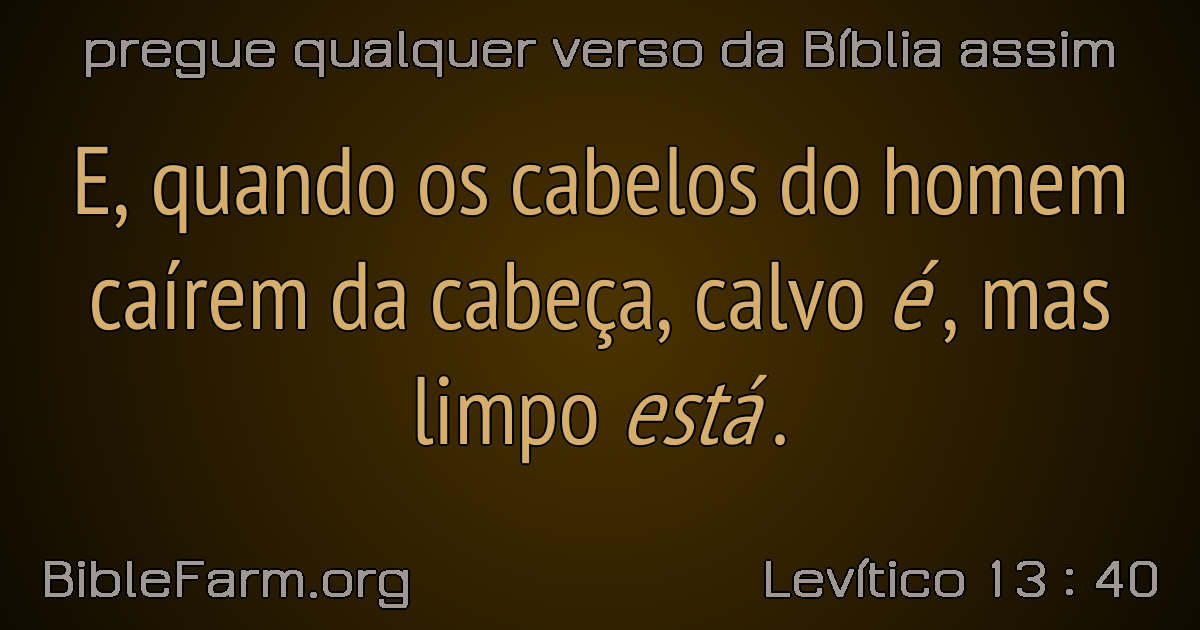 pregue qualquer verso da Bíblia assim
E, quando os cabelos do homem
caírem da cabeça, calvo é , mas
limpo está .
BibleFarm.org
Levítico 13 : 40